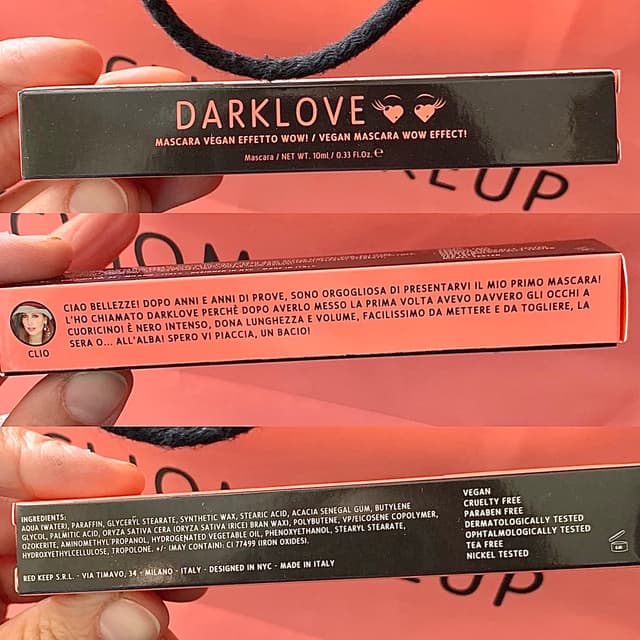 DARKLOVE
MASCARA VEGAN EFFETTO WOW! / VEGAN MASCARA WOW EFFECT!
Mascara / NET WT. 10ml / 0.33 Fl.Oz. ℮
EUP
CIAO BELLEZZE! DOPO ANNI E ANNI DI PROVE, SONO ORGOGLIOSA DI PRESENTARVI IL MIO PRIMO MASCARA!
L'HO CHIAMATO DARKLOVE PERCHÈ DOPO AVERLO MESSO LA PRIMA VOLTA AVEVO DAVVERO GLI OCCHI A
CUORICINO! È NERO INTENSO, DONA LUNGHEZZA E VOLUME, FACILISSIMO DA METTERE E DA TOGLIERE, LA
SERA O... ALL'ALBA! SPERO VI PIACCIA, UN BACIO!
CLIO
INGREDIENTS:
AQUA (WATER), PARAFFIN, GLYCERYL STEARATE, SYNTHETIC WAX, STEARIC ACID, ACACIA SENEGAL GUM, BUTYLENE
GLYCOL, PALMITIC ACID, ORYZA SATIVA CERA (ORYZA SATIVA (RICE) BRAN WAX), POLYBUTENE, VP/EICOSENE COPOLYMER,
OZOKERITE, AMINOMETHYL PROPANOL, HYDROGENATED VEGETABLE OIL, PHENOXYETHANOL, STEARYL STEARATE,
HYDROXYETHYLCELLULOSE, TROPOLONE. +/- (MAY CONTAIN): CI 77499 (IRON OXIDES).
RED KEEP S.R.L. - VIA TIMAVO, 34 - MILANO - ITALY - DESIGNED IN NYC - MADE IN ITALY
VEGAN
CRUELTY FREE
PARABEN FREE
DERMATOLOGICALLY TESTED
OPHTALMOLOGICALLY TESTED
TEA FREE
NICKEL TESTED